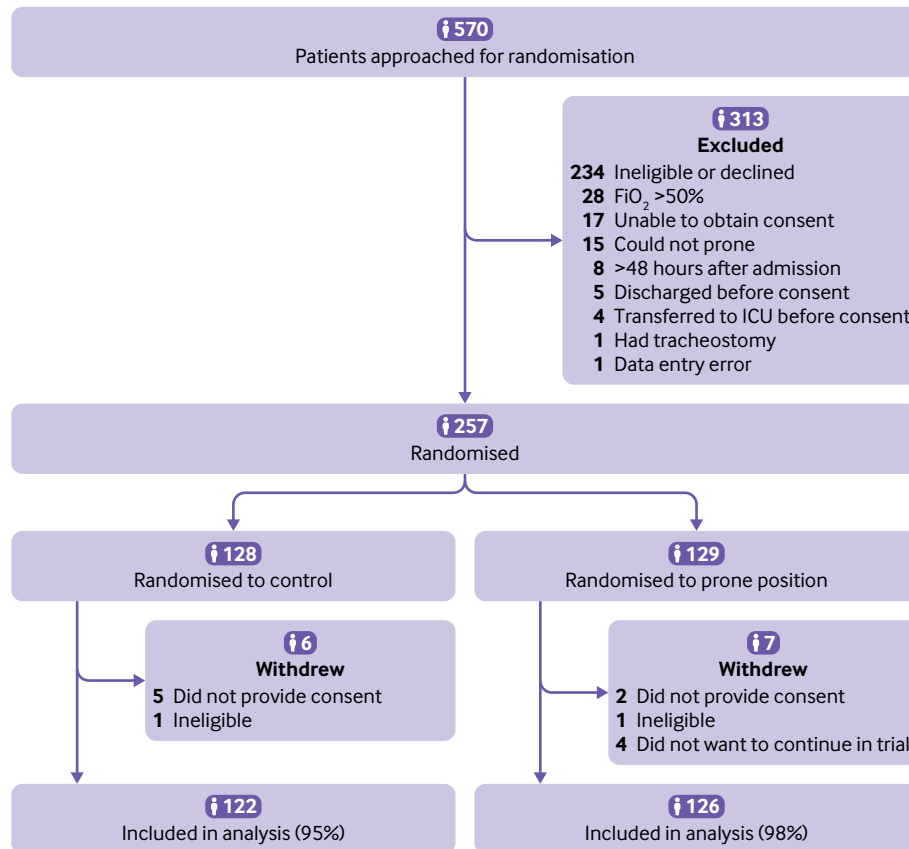 570
Patients approached for randomisation
313
Excluded
234 Ineligible or declined
28 FiO₂ >50%
17 Unable to obtain consent
15 Could not prone
8 >48 hours after admission
5 Discharged before consent
4 Transferred to ICU before consent
1 Had tracheostomy
1 Data entry error
257
Randomised
128
Randomised to control
129
Randomised to prone position
6
Withdrew
5 Did not provide consent
1 Ineligible
7
Withdrew
2 Did not provide consent
1 Ineligible
4 Did not want to continue in trial
122
Included in analysis (95%)
126
Included in analysis (98%)